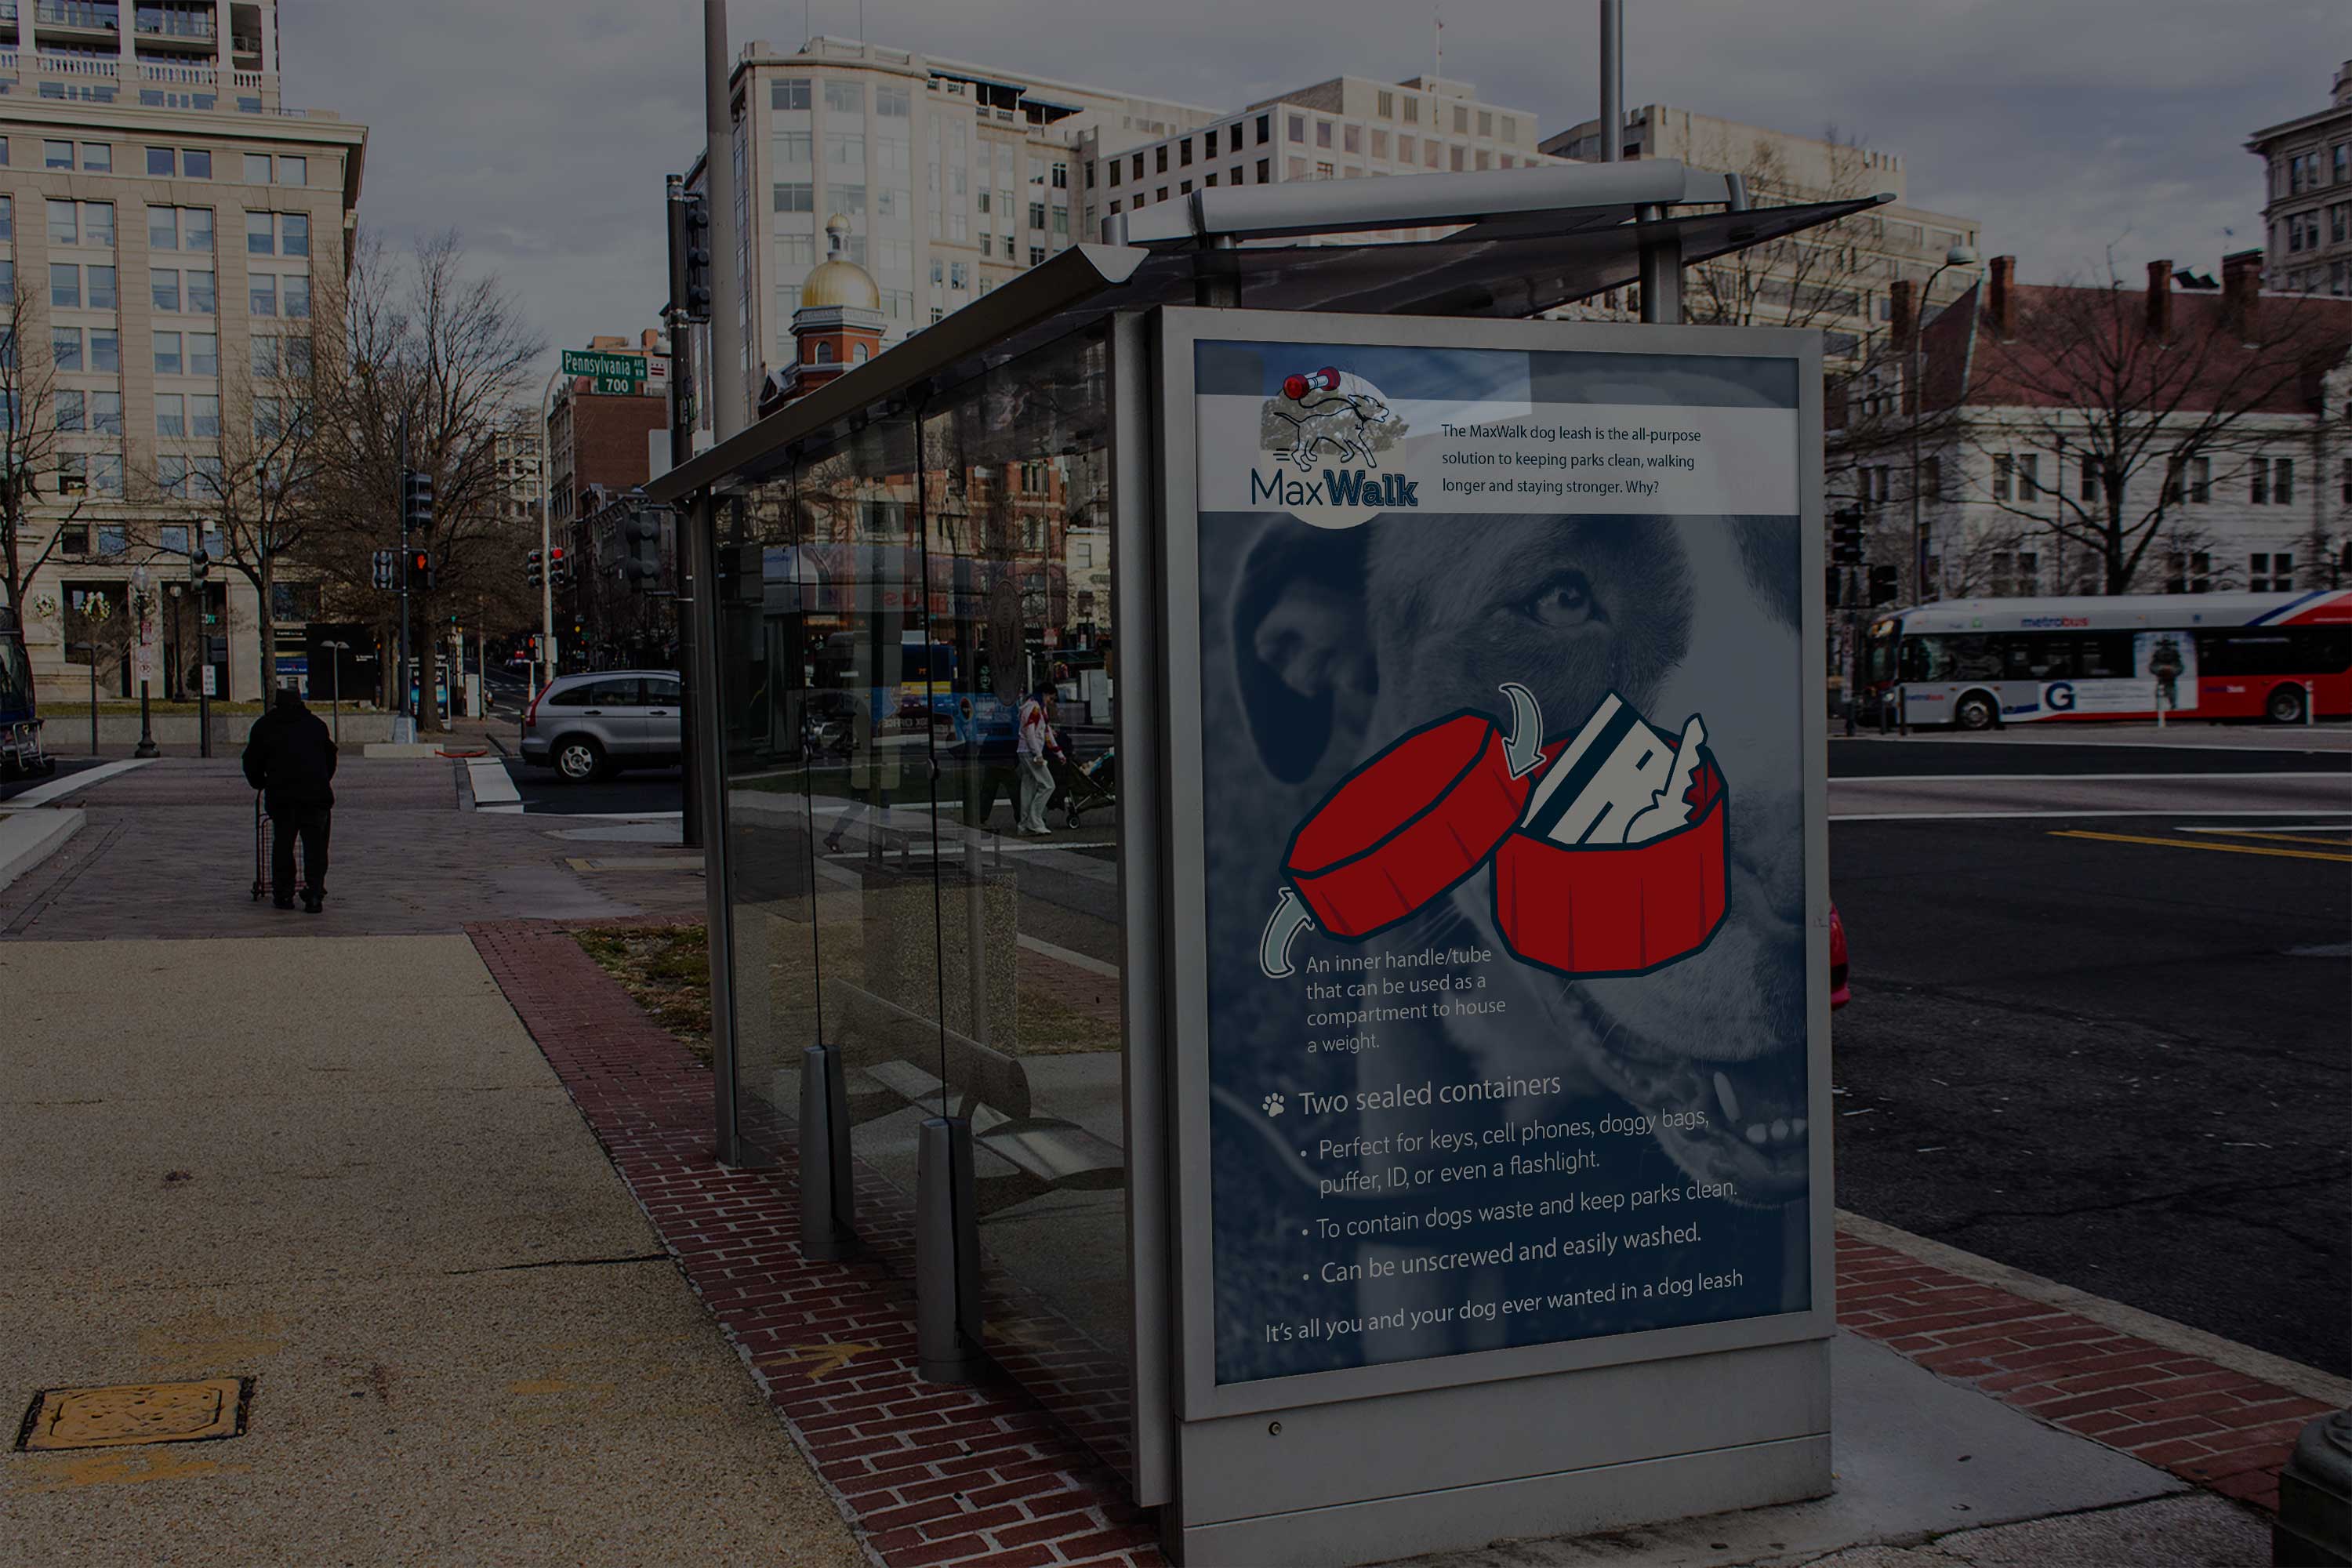 Pennsylvania AVE
700
MaxWalk
The MaxWalk dog leash is the all-purpose
solution to keeping parks clean, walking
longer and staying stronger. Why?
metrobus
G
An inner handle/tube
that can be used as a
compartment to house
a weight.
Two sealed containers
• Perfect for keys, cell phones, doggy bags,
puffer, ID, or even a flashlight.
• To contain dogs waste and keep parks clean.
• Can be unscrewed and easily washed.
It's all you and your dog ever wanted in a dog leash